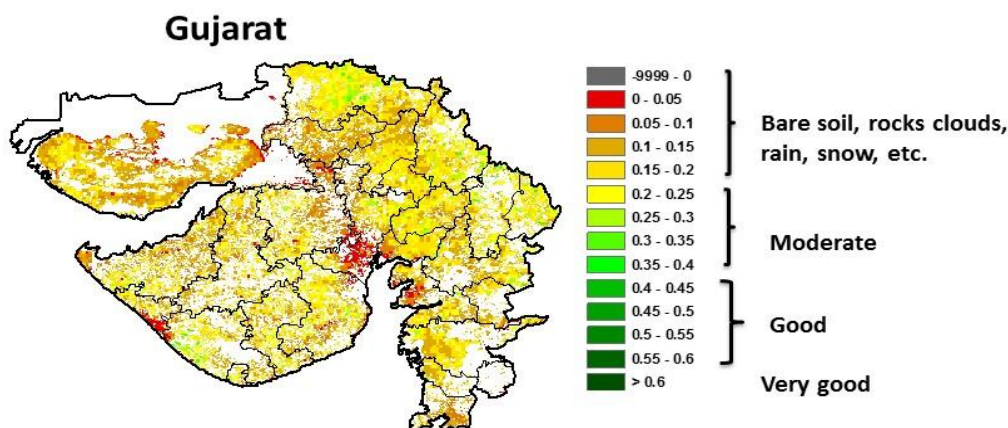 Gujarat
-9999 - 0
0 - 0.05
0.05 - 0.1
0.1 - 0.15
0.15 - 0.2
0.2 - 0.25
0.25 - 0.3
0.3 - 0.35
0.35 - 0.4
0.4 - 0.45
0.45 - 0.5
0.5 - 0.55
0.55 - 0.6
> 0.6
Bare soil, rocks clouds,
rain, snow, etc.
Moderate
Good
Very good